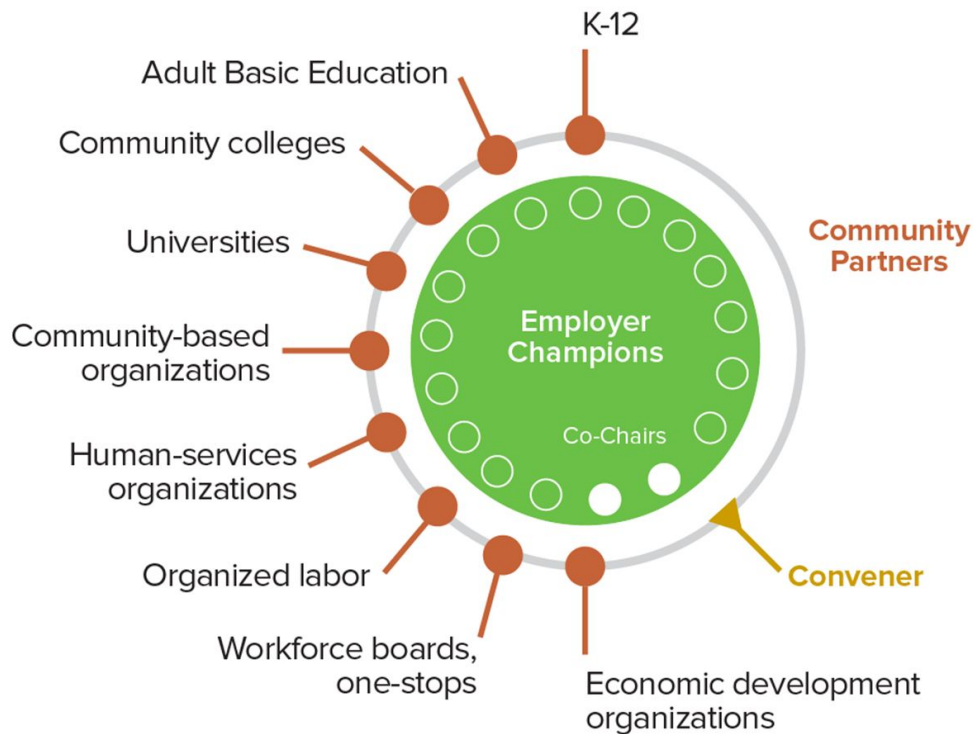 K-12
Adult Basic Education
Community colleges
Universities
Community-based
organizations
Human-services
organizations
Organized labor
Workforce boards,
one-stops
Economic development
organizations
Community
Partners
Employer
Champions
Co-Chairs
Convener